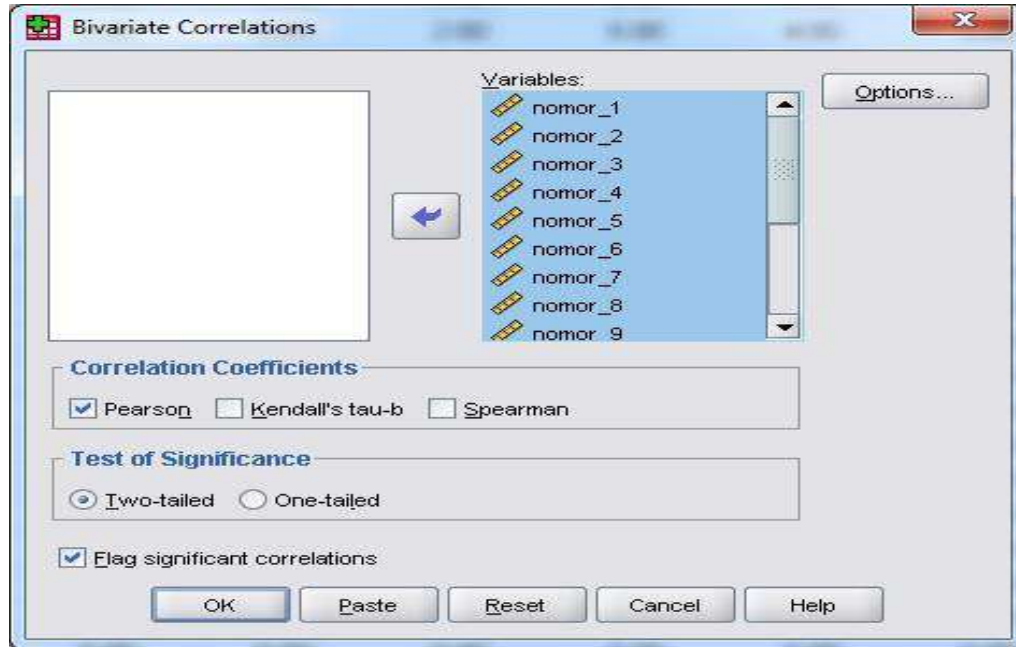 Bivariate Correlations
Variables:
Options...
nomor_1
nomor_2
nomor_3
nomor_4
nomor_5
nomor_6
nomor_7
nomor_8
nomor_9
Correlation Coefficients
Pearson Kendall's tau-b Spearman
Test of Significance
Two-tailed One-tailed
Flag significant correlations
OK Paste Reset Cancel Help